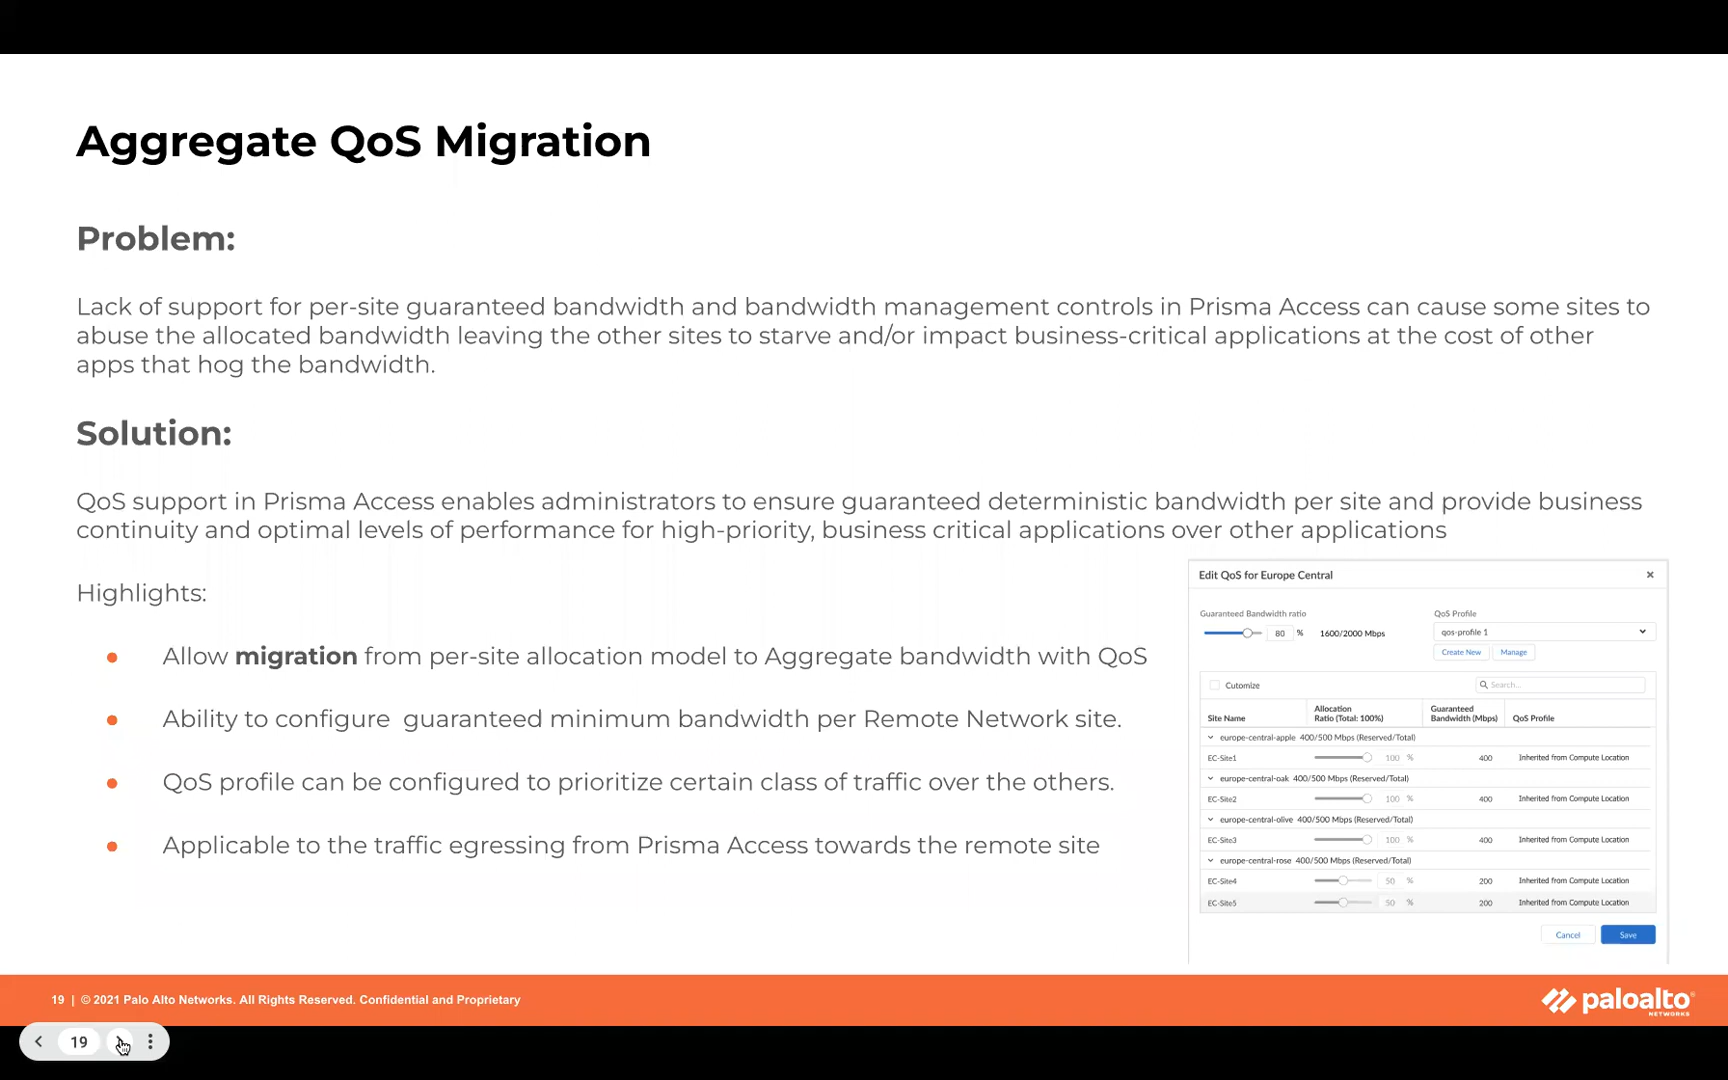 Aggregate QoS Migration
Problem:
Lack of support for per-site guaranteed bandwidth and bandwidth management controls in Prisma Access can cause some sites to
abuse the allocated bandwidth leaving the other sites to starve and/or impact business-critical applications at the cost of other
apps that hog the bandwidth.
Solution:
QoS support in Prisma Access enables administrators to ensure guaranteed deterministic bandwidth per site and provide business
continuity and optimal levels of performance for high-priority, business critical applications over other applications
Highlights:
Allow migration from per-site allocation model to Aggregate bandwidth with QoS
Ability to configure guaranteed minimum bandwidth per Remote Network site.
QoS profile can be configured to prioritize certain class of traffic over the others.
Applicable to the traffic egressing from Prisma Access towards the remote site
Edit QoS for Europe Central
Guaranteed Bandwidth ratio
80 % 1600/2000 Mbps
QoS Profile
qos-profile 1
Create New Manage
Cutomize
Search...
Site Name Allocation Ratio (Total: 100%) Guaranteed Bandwidth (Mbps) QoS Profile
europe-central-apple 400/500 Mbps (Reserved/Total)
EC-Site1 100 % 400 Inherited from Compute Location
europe-central-oak 400/500 Mbps (Reserved/Total)
EC-Site2 100 % 400 Inherited from Compute Location
europe-central-olive 400/500 Mbps (Reserved/Total)
EC-Site3 100 % 400 Inherited from Compute Location
europe-central-rose 400/500 Mbps (Reserved/Total)
EC-Site4 50 % 200 Inherited from Compute Location
EC-Site5 50 % 200 Inherited from Compute Location
Cancel Save
19 | © 2021 Palo Alto Networks. All Rights Reserved. Confidential and Proprietary
paloalto
NETWORKS
19